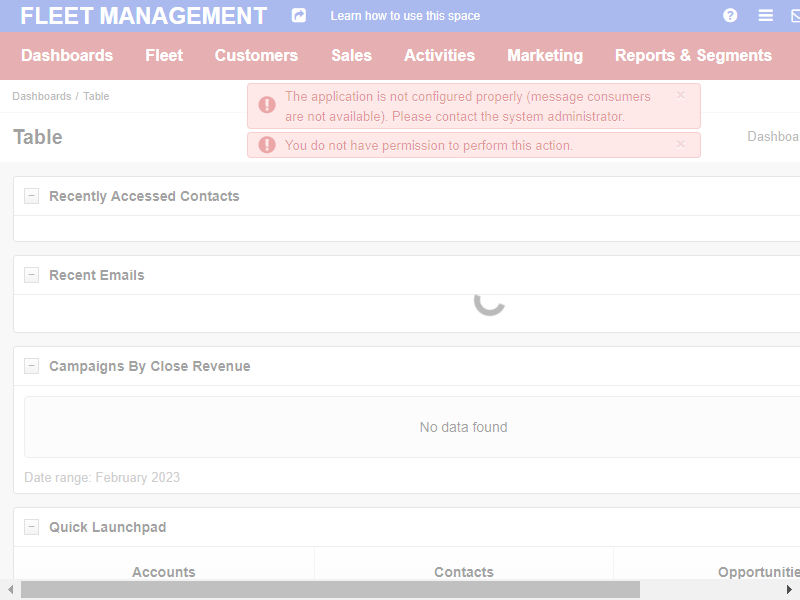 FLEET MANAGEMENT
Learn how to use this space
Dashboards Fleet Customers Sales Activities Marketing Reports & Segments
Dashboards / Table
The application is not configured properly (message consumers
are not available). Please contact the system administrator.
You do not have permission to perform this action.
Table
Dashboa
Recently Accessed Contacts
Recent Emails
Campaigns By Close Revenue
No data found
Date range: February 2023
Quick Launchpad
Accounts Contacts Opportunitie